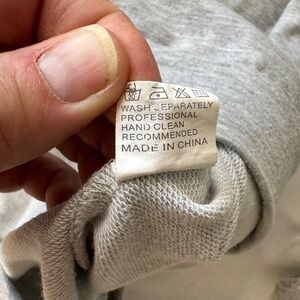 WASH SEPARATELY
PROFESSIONAL
HAND CLEAN
RECOMMENDED
MADE IN CHINA